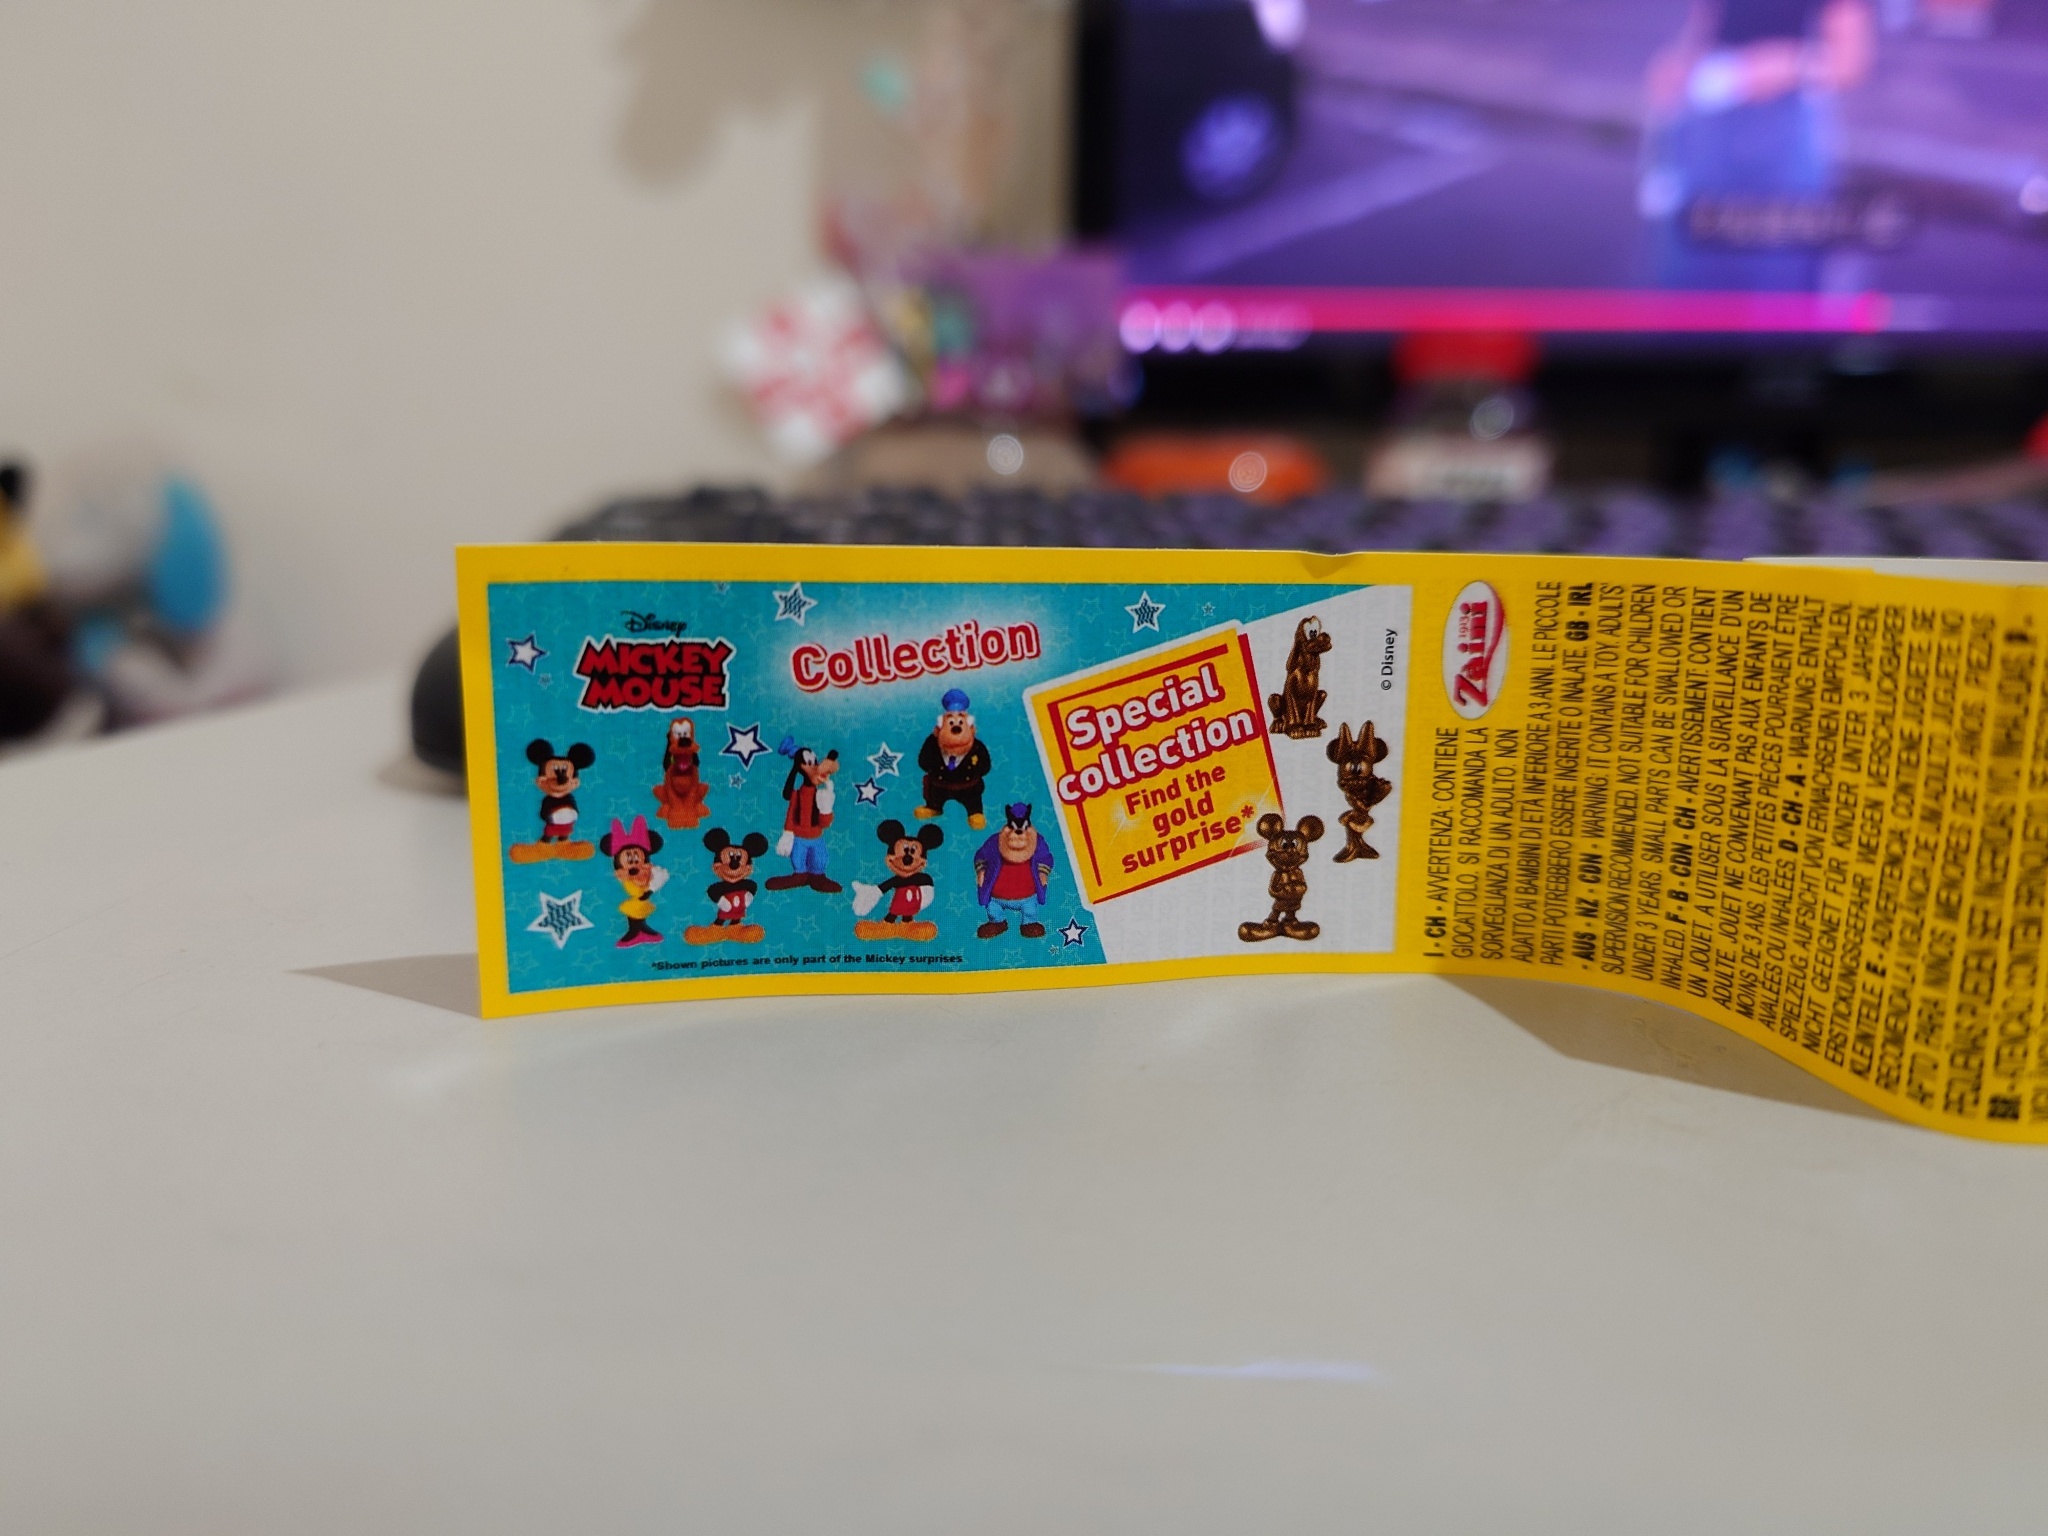 Disney
MICKEY
MOUSE
Collection
Special
collection
Find the
gold
surprise*
*Shown pictures are only part of the Mickey surprises
© Disney
Zaini
1913
I - CH - AVVERTENZA: CONTIENE
GIOCATTOLO. SI RACCOMANDA LA
SORVEGLIANZA DI UN ADULTO. NON
ADATTO AI BAMBINI DI ETÀ INFERIORE A 3 ANNI. LE PICCOLE
PARTI POTREBBERO ESSERE INGERITE O INALATE. GB - IRL
- AUS - NZ - CDN - WARNING: IT CONTAINS A TOY ADULTS'
SUPERVISION RECOMMENDED. NOT SUITABLE FOR CHILDREN
UNDER 3 YEARS. SMALL PARTS CAN BE SWALLOWED OR
INHALED. F - B - CDN - CH - AVERTISSEMENT: CONTIENT
UN JOUET. A UTILISER SOUS LA SURVEILLANCE D'UN
ADULTE. JOUET NE CONVENANT PAS AUX ENFANTS DE
MOINS DE 3 ANS. LES PETITES PIÈCES POURRAIENT ÊTRE
AVALÉES OU INHALÉES. D - CH - A - WARNUNG: ENTHÄLT
SPIELZEUG. AUFSICHT VON ERWACHSENEN EMPFOHLEN.
NICHT GEEIGNET FÜR KINDER UNTER 3 JAHREN.
ERSTICKUNGSGEFAHR WEGEN VERSCHLUCKBARER
KLEINTEILE. E - ADVERTENCIA: CONTIENE JUGUETE. SE
RECOMIENDA LA VIGILANCIA DE UN ADULTO. JUGUETE NO
APTO PARA NIÑOS MENORES DE 3 AÑOS. PIEZAS
PEQUEÑAS PUEDEN SER INGERIDAS